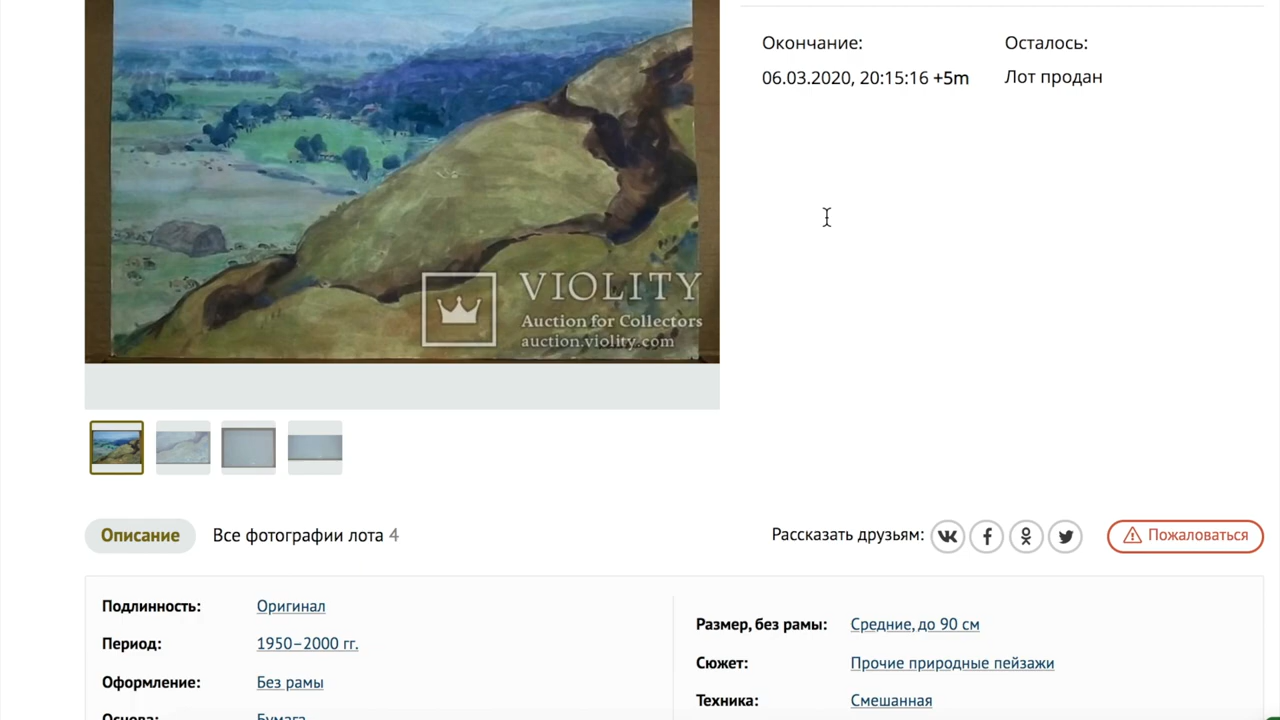 Окончание:
Осталось:
06.03.2020, 20:15:16 +5m
Лот продан
VIOLITY
Auction for Collectors
auction.violity.com
Описание
Все фотографии лота 4
Рассказать друзьям:
Пожаловаться
Подлинность:
Оригинал
Период:
1950–2000 гг.
Оформление:
Без рамы
Основа:
Бумага
Размер, без рамы:
Средние, до 90 см
Сюжет:
Прочие природные пейзажи
Техника:
Смешанная